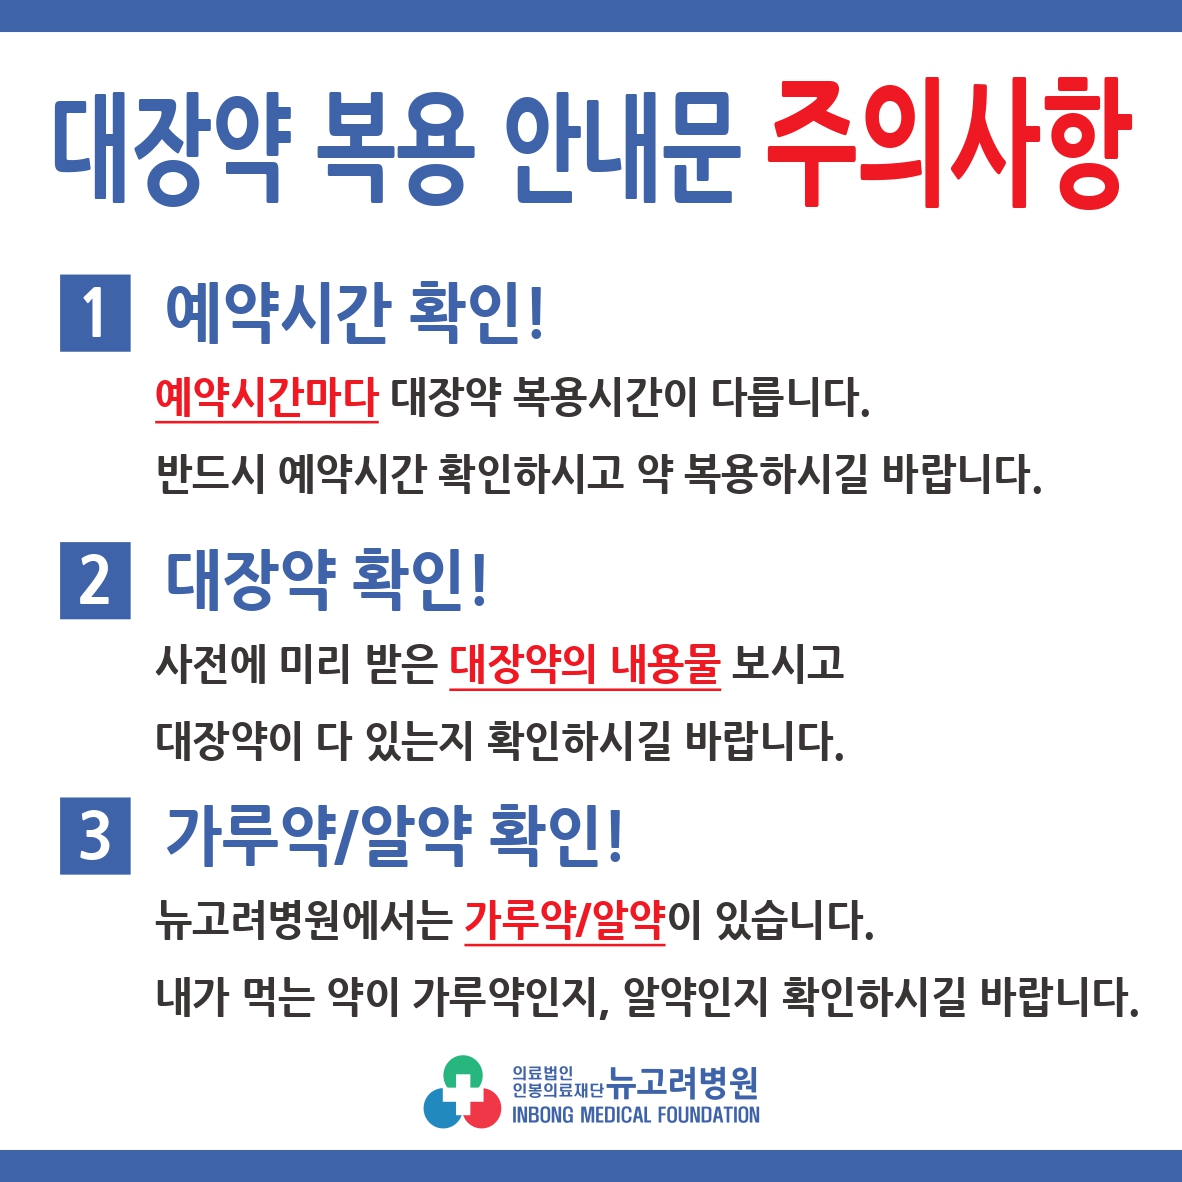 대장약 복용 안내문 주의사항
1 예약시간 확인!
예약시간마다 대장약 복용시간이 다릅니다.
반드시 예약시간 확인하시고 약 복용하시길 바랍니다.
2 대장약 확인!
사전에 미리 받은 대장약의 내용물 보시고
대장약이 다 있는지 확인하시길 바랍니다.
3 가루약/알약 확인!
뉴고려병원에서는 가루약/알약이 있습니다.
내가 먹는 약이 가루약인지, 알약인지 확인하시길 바랍니다.
의료법인
인봉의료재단 뉴고려병원
INBONG MEDICAL FOUNDATION